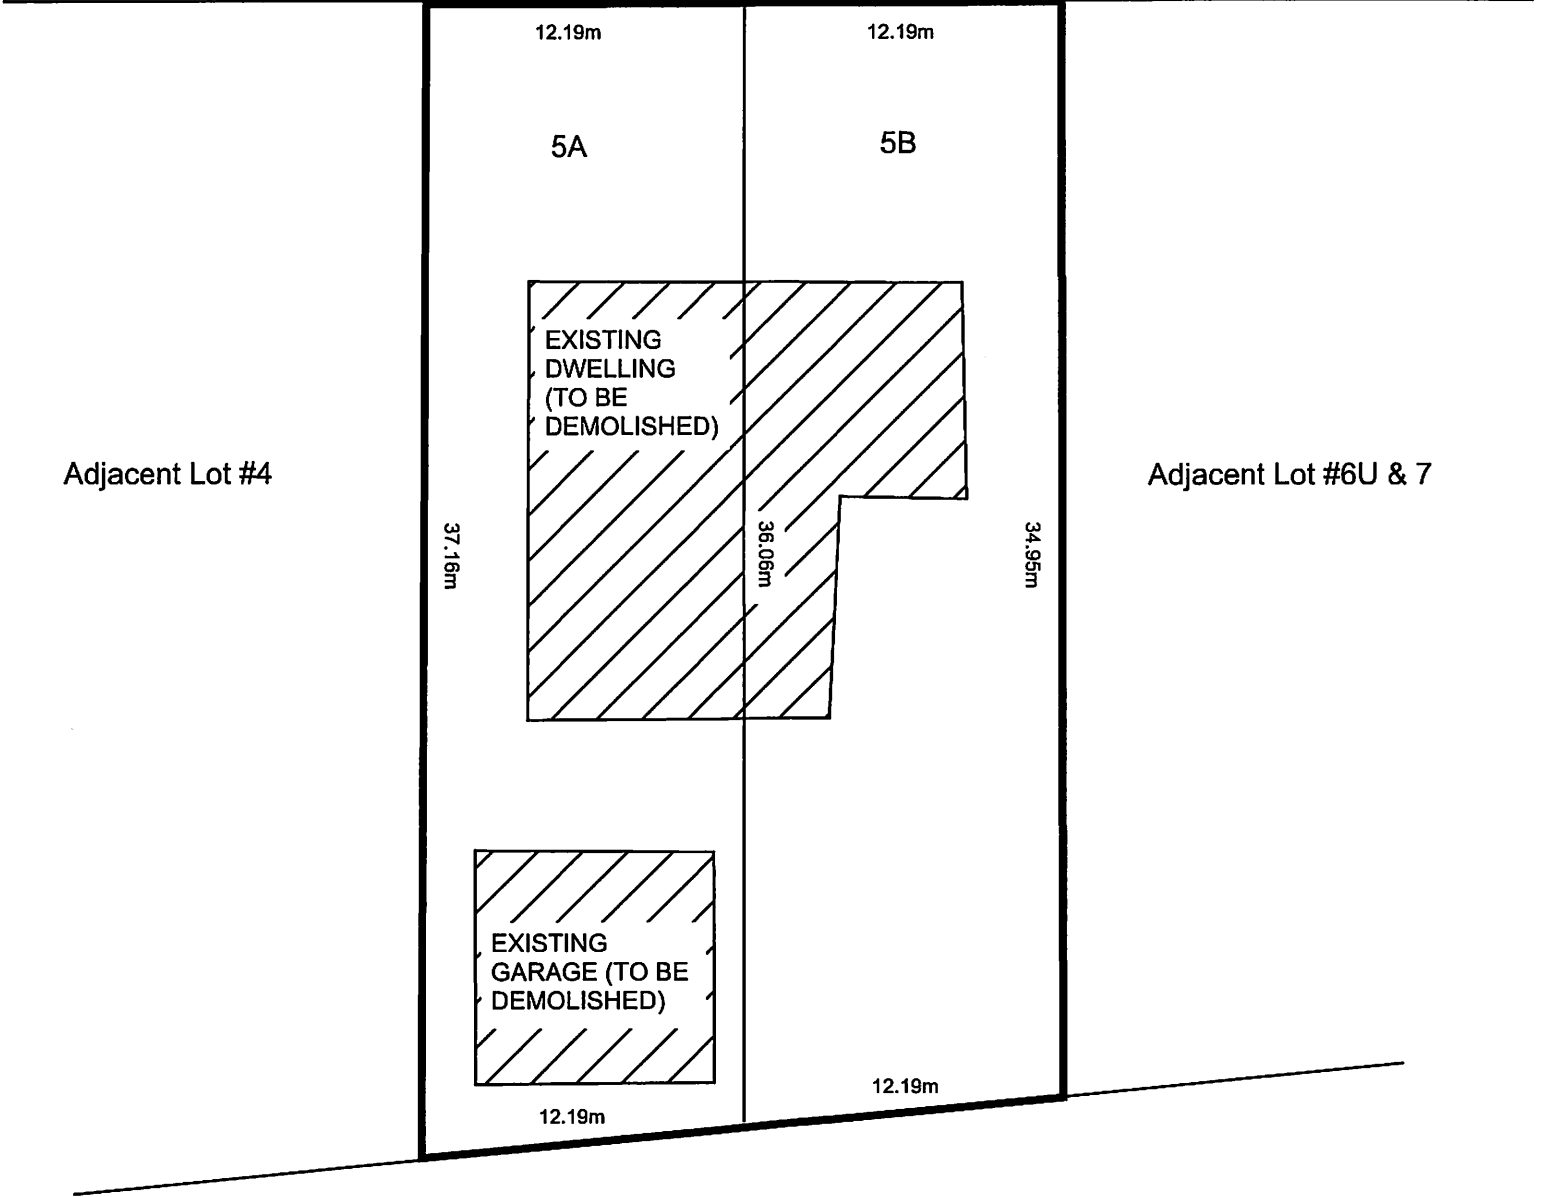 12.19m
12.19m
5A
5B
EXISTING
DWELLING
(TO BE
DEMOLISHED)
Adjacent Lot #4
Adjacent Lot #6U & 7
37.16m
36.06m
34.95m
EXISTING
GARAGE (TO BE
DEMOLISHED)
12.19m
12.19m